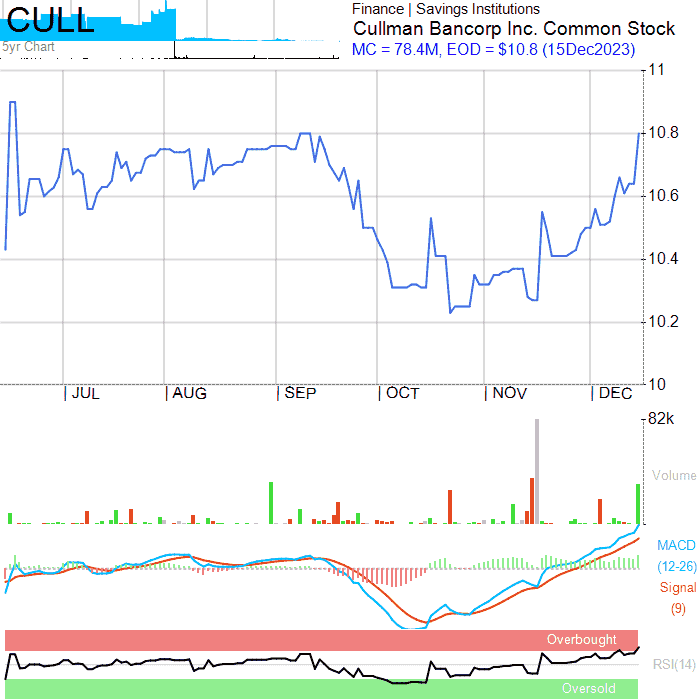 CULL
5yr Chart
Finance | Savings Institutions
Cullman Bancorp Inc. Common Stock
MC = 78.4M, EOD = $10.8 (15Dec2023)
11
10.8
10.6
10.4
10.2
10
JUL
AUG
SEP
OCT
NOV
DEC
82k
Volume
MACD
(12-26)
Signal
(9)
Overbought
RSI(14)
Oversold